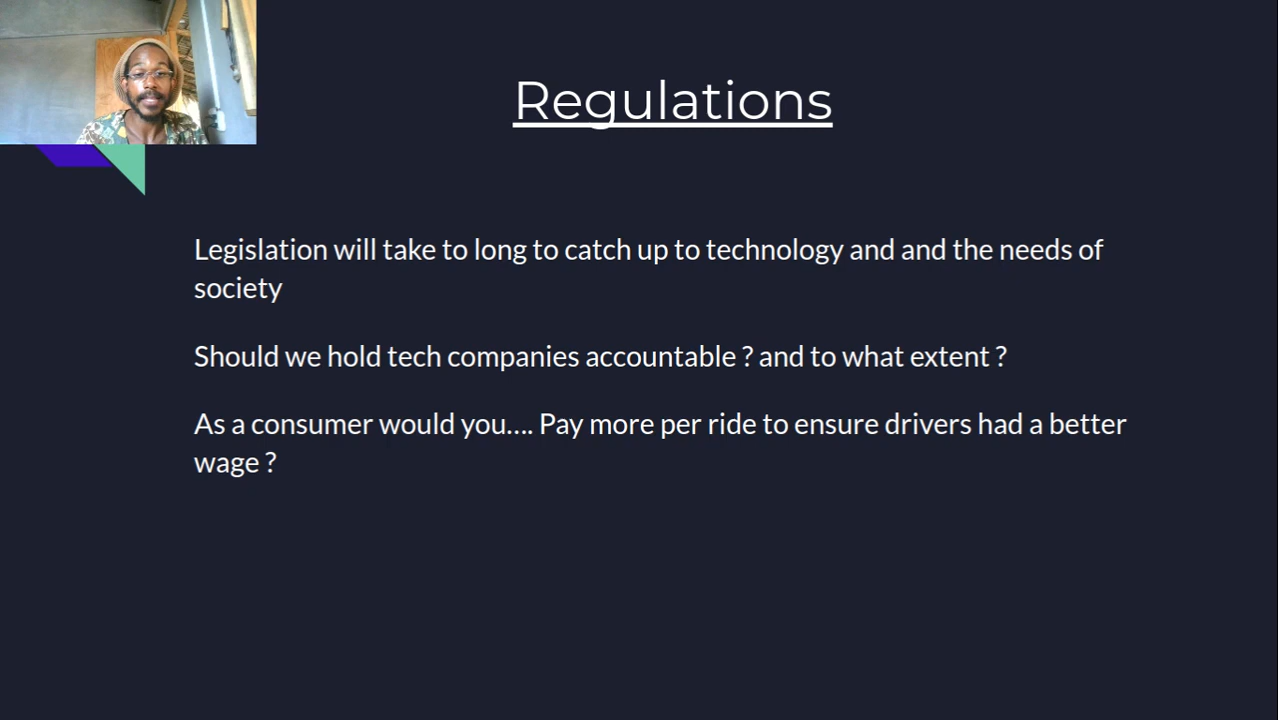 Regulations
Legislation will take to long to catch up to technology and and the needs of
society
Should we hold tech companies accountable ? and to what extent ?
As a consumer would you.... Pay more per ride to ensure drivers had a better
wage ?